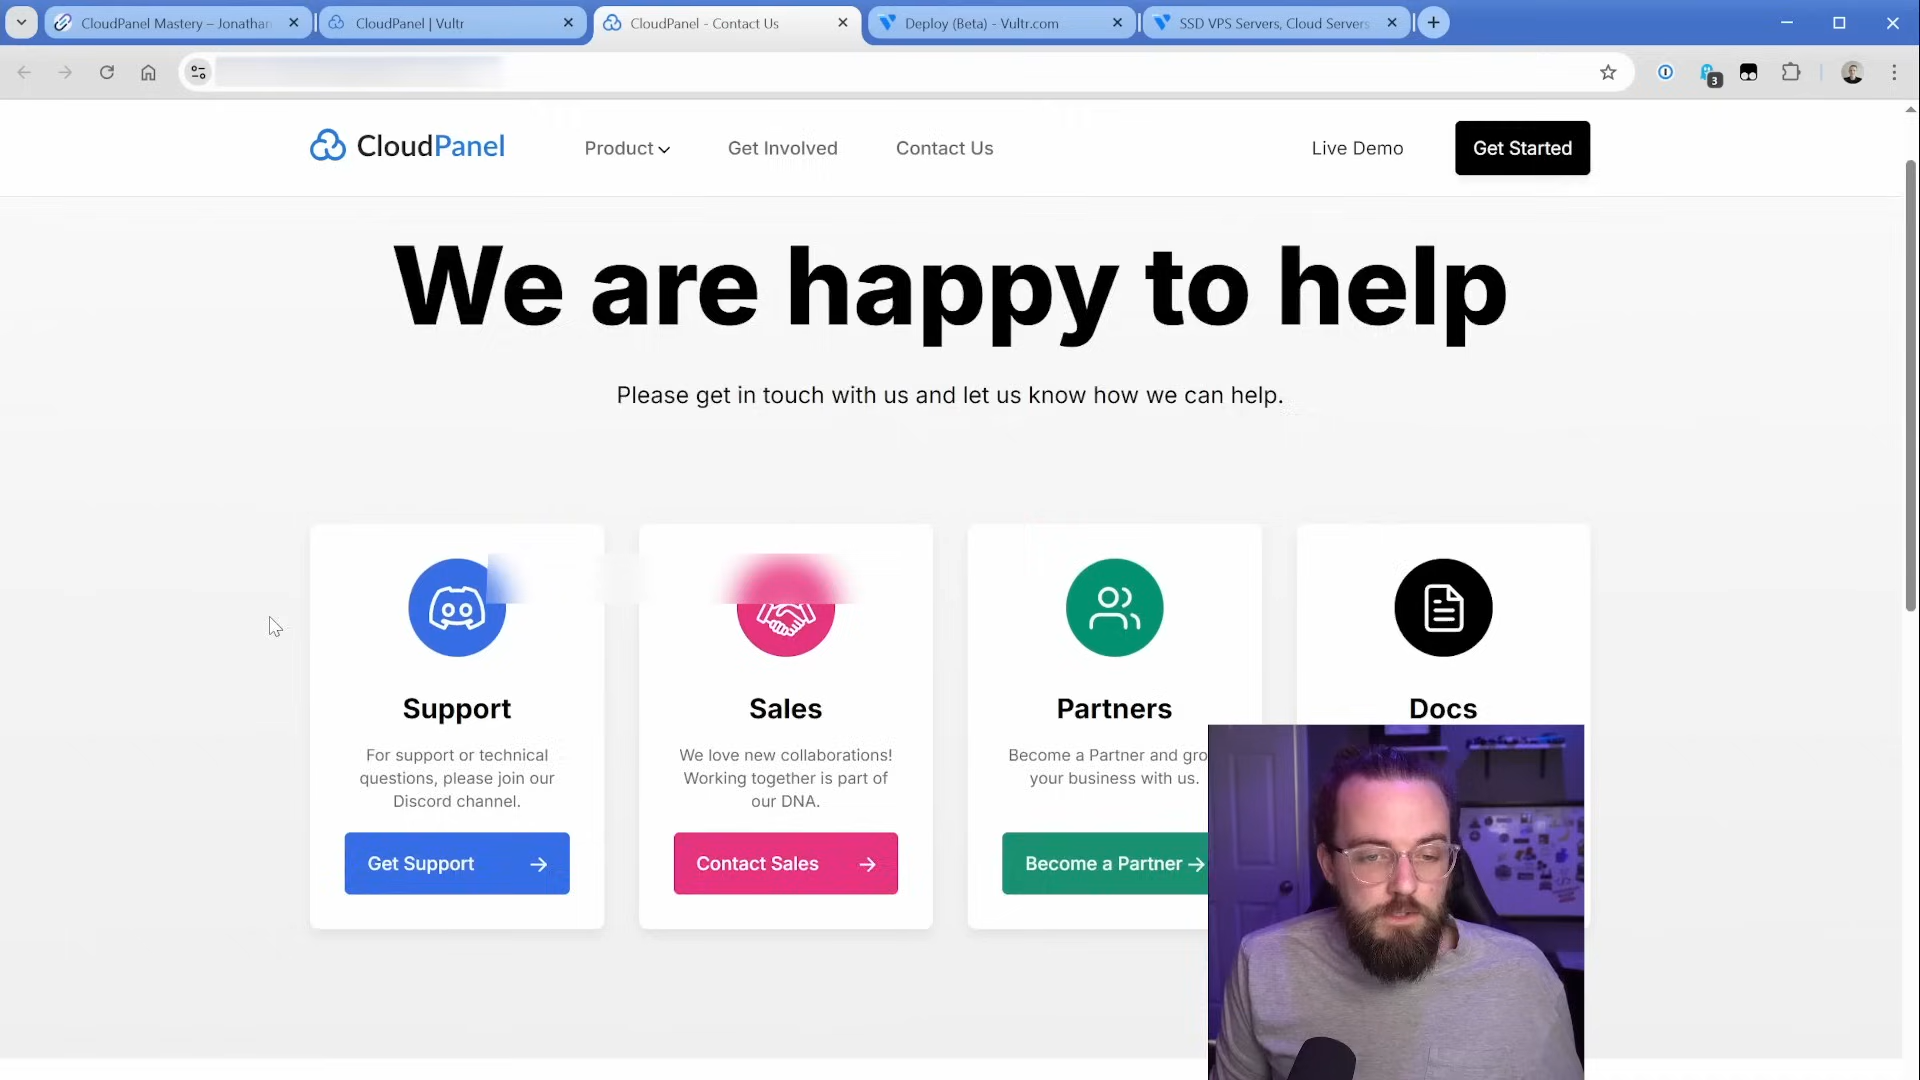 CloudPanel Mastery – Jonathan
CloudPanel | Vultr
CloudPanel - Contact Us
Deploy (Beta) - Vultr.com
SSD VPS Servers, Cloud Servers
3
CloudPanel
Product
Get Involved
Contact Us
Live Demo
Get Started
We are happy to help
Please get in touch with us and let us know how we can help.
Support
For support or technical
questions, please join our
Discord channel.
Get Support
Sales
We love new collaborations!
Working together is part of
our DNA.
Contact Sales
Partners
Become a Partner and gro
your business with us.
Become a Partner
Docs